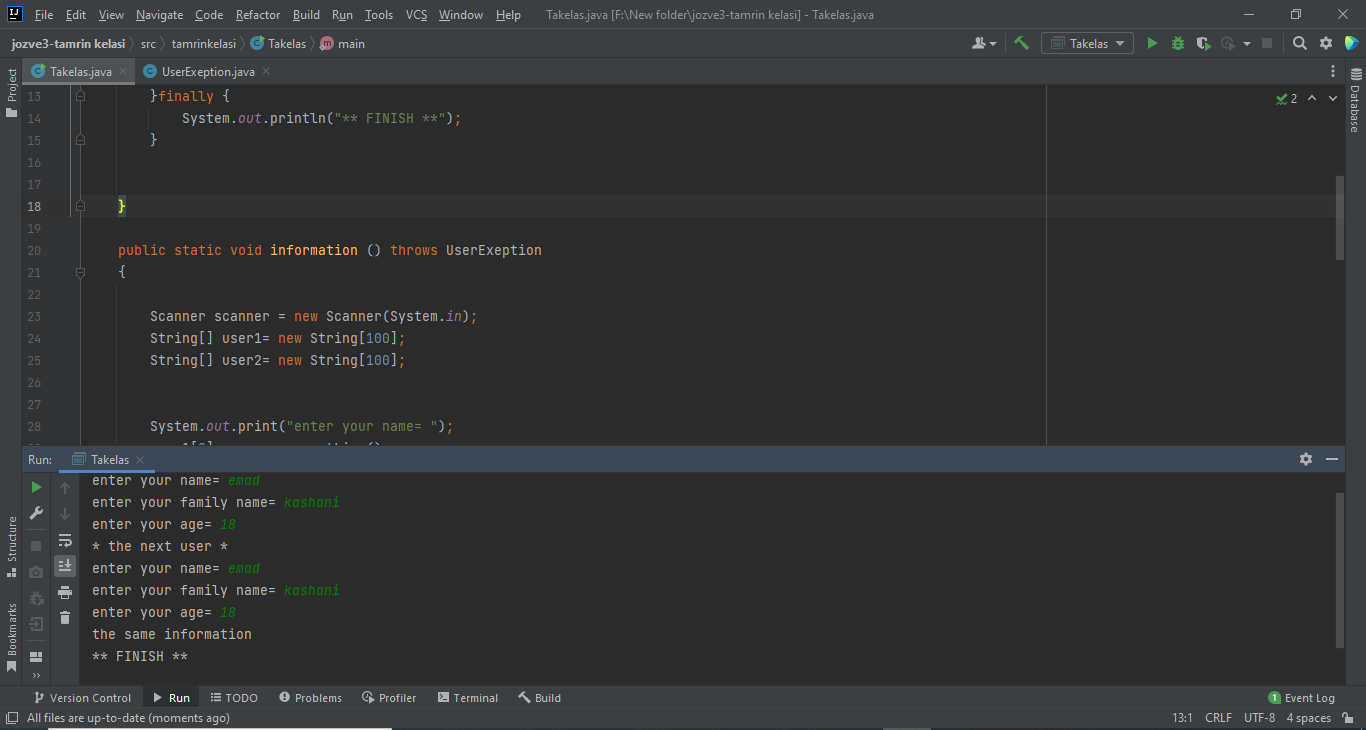 File Edit View Navigate Code Refactor Build Run Tools VCS Window Help Takelas.java [F:\New folder\jozve3-tamrin kelasi] - Takelas.java
jozve3-tamrin kelasi src tamrinkelasi Takelas main Takelas
Project
Takelas.java UserExeption.java
Database
2
13 }finally {
14 System.out.println("** FINISH **");
15 }
16
17
18 }
19
20 public static void information () throws UserExeption
21 {
22
23 Scanner scanner = new Scanner(System.in);
24 String[] user1= new String[100];
25 String[] user2= new String[100];
26
27
28 System.out.print("enter your name= ");
Run: Takelas
enter your name= emad
enter your family name= kashani
enter your age= 18
* the next user *
enter your name= emad
enter your family name= kashani
enter your age= 18
the same information
** FINISH **
Structure
Bookmarks
Version Control Run TODO Problems Profiler Terminal Build 1 Event Log
All files are up-to-date (moments ago) 13:1 CRLF UTF-8 4 spaces